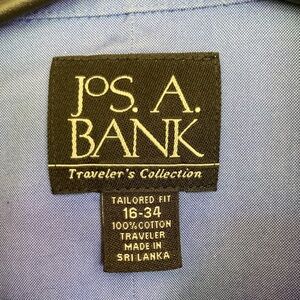 JOS. A.
BANK
Traveler's Collection
TAILORED FIT
16-34
100% COTTON
TRAVELER
MADE IN
SRI LANKA